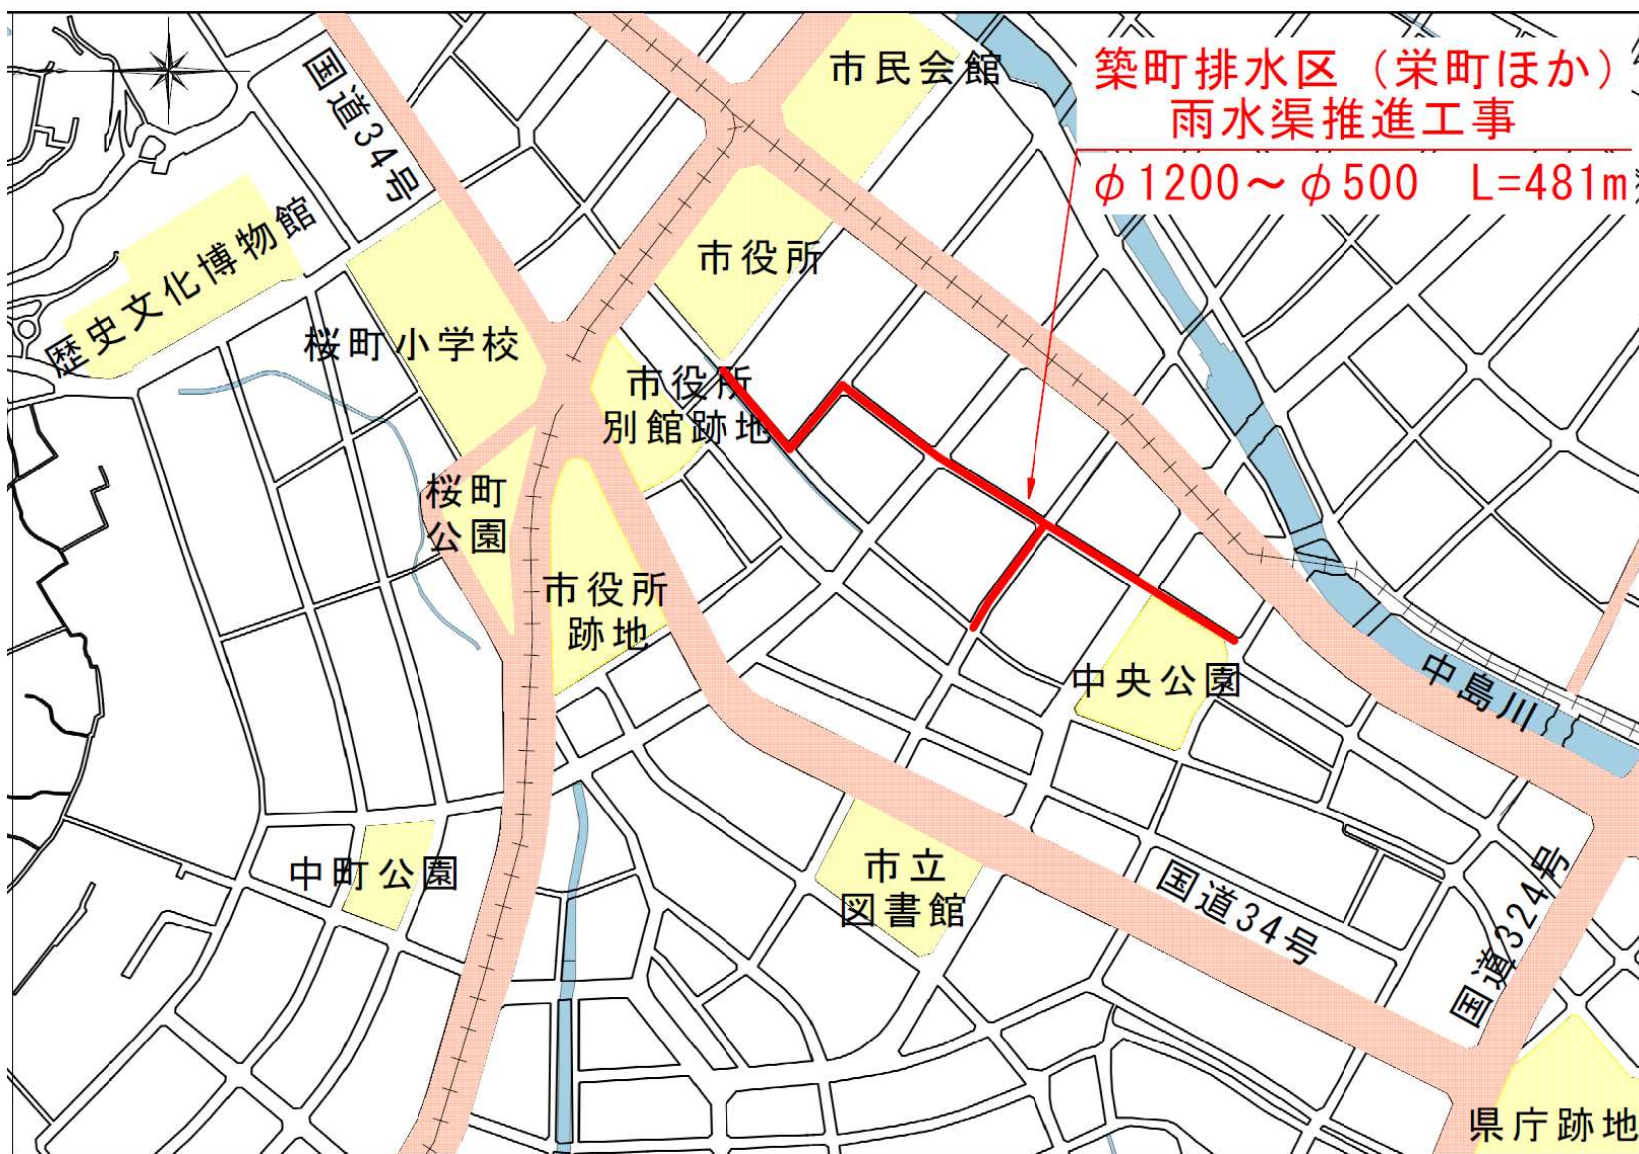 市民会館
築町排水区（栄町ほか）
雨水渠推進工事
φ1200～φ500　L=481m
国道34号
歴史文化博物館
市役所
桜町小学校
市役所
別館跡地
桜町
公園
市役所
跡地
中央公園
中島川
中町公園
市立
図書館
国道34号
国道324号
県庁跡地